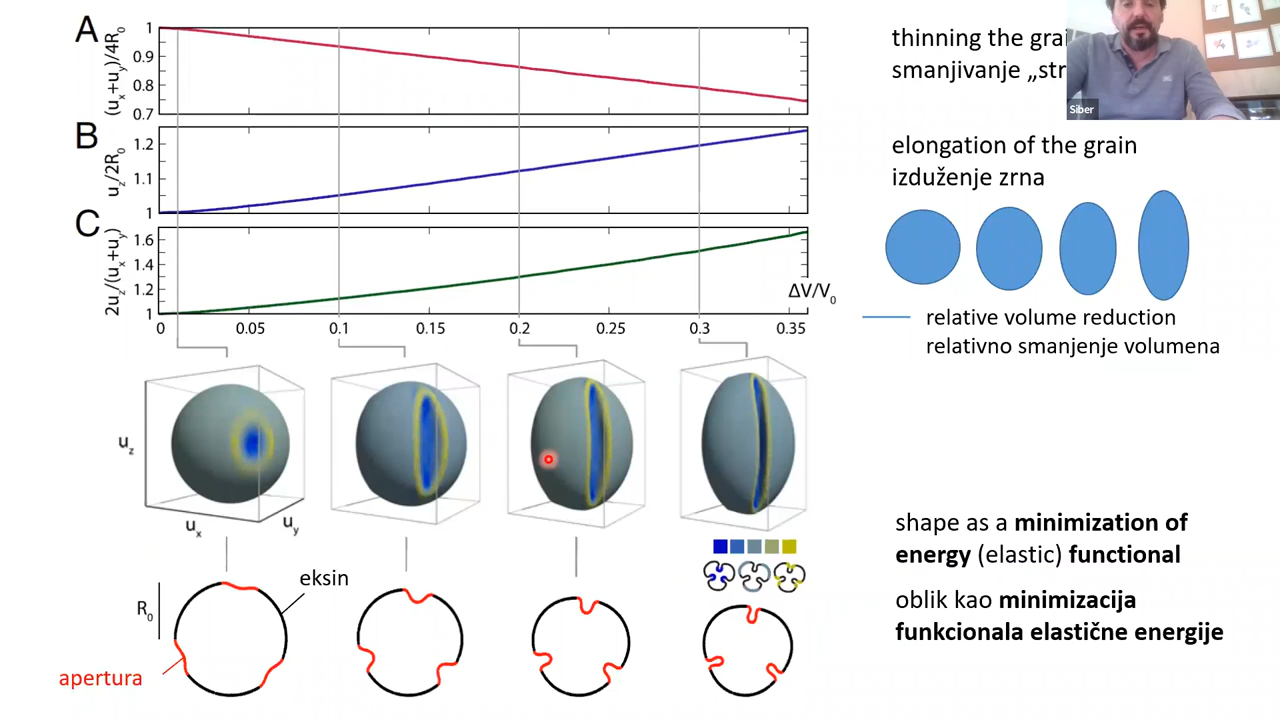 A
(u_x+u_y)/4R_0
1
0.9
0.8
0.7
B
u_z/2R_0
1.2
1.1
1
C
2u_z/(u_x+u_y)
1.6
1.4
1.2
1
ΔV/V_0
0
0.05
0.1
0.15
0.2
0.25
0.3
0.35
u_z
u_x
u_y
R_0
eksin
apertura
thinning the
smanjivanje
Siber
elongation of the grain
izduženje zrna
relative volume reduction
relativno smanjenje volumena
shape as a minimization of
energy (elastic) functional
oblik kao minimizacija
funkcionala elastične energije